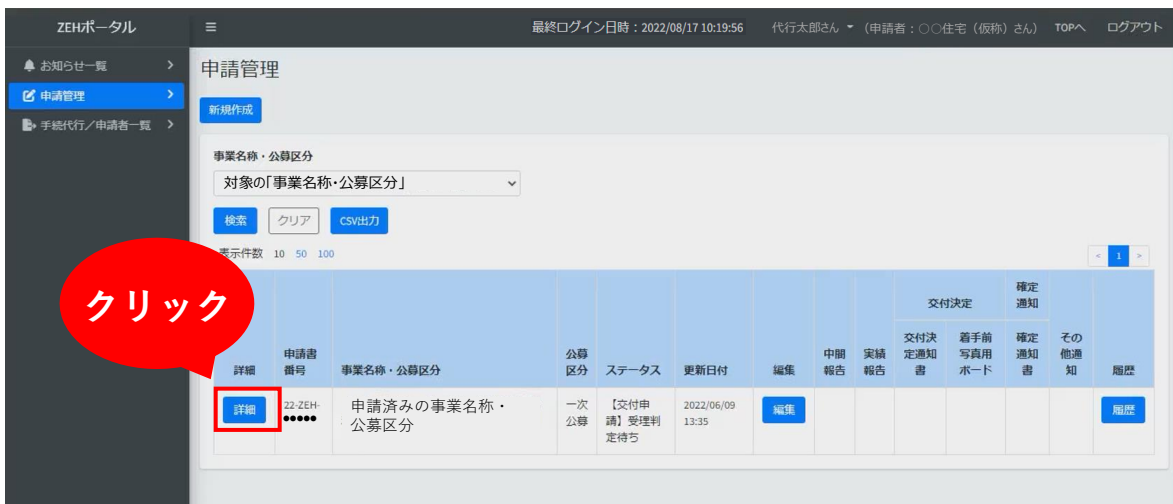 ZEHポータル
最終ログイン日時：2022/08/17 10:19:56
代行太郎さん
(申請者：○○住宅（仮称）さん)
TOPへ
ログアウト
お知らせ一覧
申請管理
手続代行／申請者一覧
申請管理
新規作成
事業名称・公募区分
対象の「事業名称・公募区分」
検索
クリア
CSV出力
表示件数 10 50 100
< 1 >
クリック
交付決定
確定
通知
詳細
申請書
番号
事業名称・公募区分
公募
区分
ステータス
更新日付
編集
中間
報告
実績
報告
交付決
定通知
書
着手前
写真用
ボード
確定
通知
書
その
他通
知
履歴
詳細
22-ZEH-
●●●●●
申請済みの事業名称・
公募区分
一次
公募
【交付申
請】受理判
定待ち
2022/06/09
13:35
編集
履歴